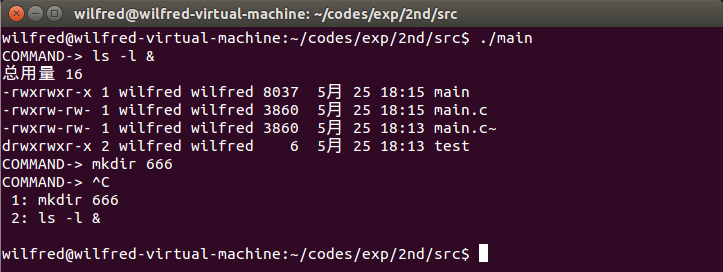 wilfred@wilfred-virtual-machine: ~/codes/exp/2nd/src
wilfred@wilfred-virtual-machine:~/codes/exp/2nd/src$ ./main
COMMAND-> ls -l &
总用量 16
-rwxrwxr-x 1 wilfred wilfred 8037  5月 25 18:15 main
-rwxrw-rw- 1 wilfred wilfred 3860  5月 25 18:15 main.c
-rwxrw-rw- 1 wilfred wilfred 3860  5月 25 18:13 main.c~
drwxrwxr-x 2 wilfred wilfred    6  5月 25 18:13 test
COMMAND-> mkdir 666
COMMAND-> ^C
 1: mkdir 666
 2: ls -l &
wilfred@wilfred-virtual-machine:~/codes/exp/2nd/src$